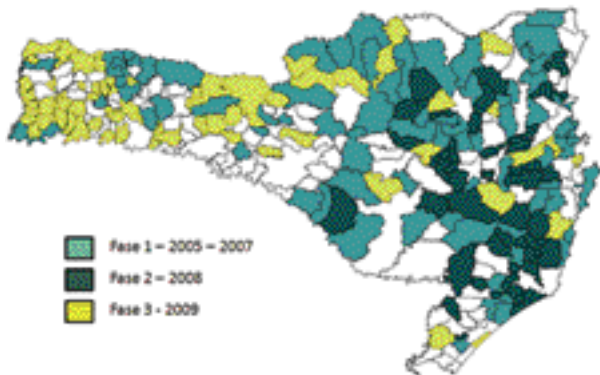 Fase 1 – 2005 – 2007
Fase 2 – 2008
Fase 3 - 2009